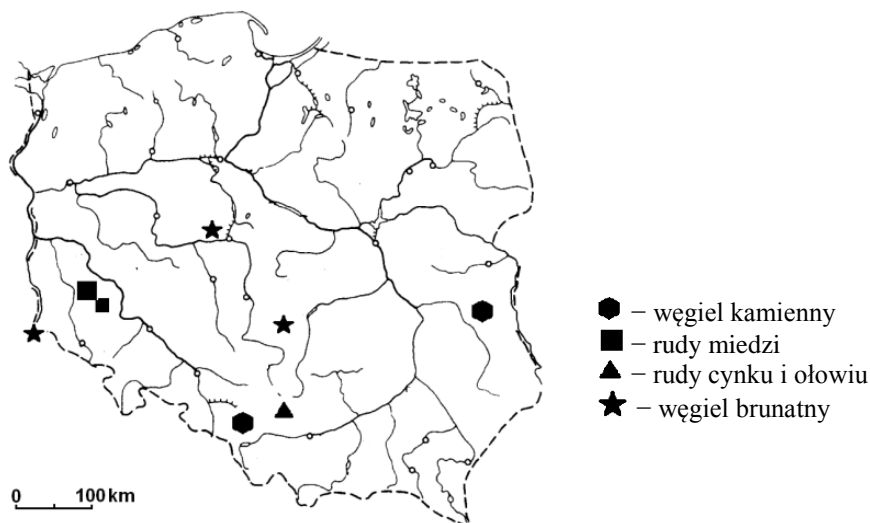 – węgiel kamienny
– rudy miedzi
– rudy cynku i ołowiu
– węgiel brunatny
0 100 km